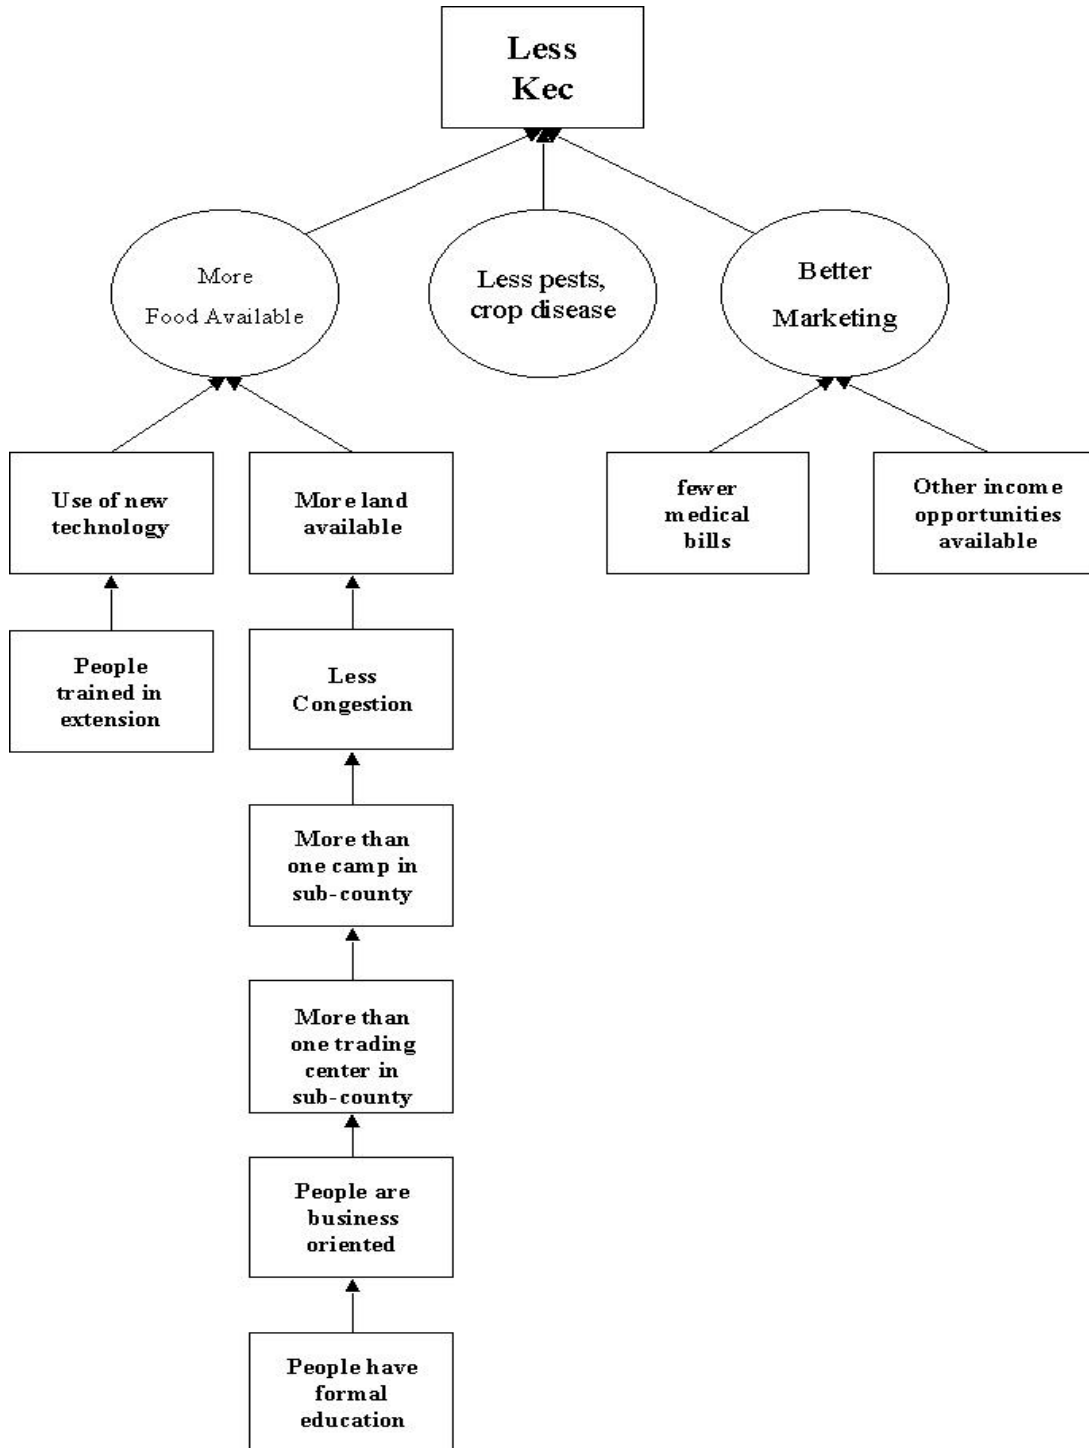 Less
Kec
More
Food Available
Less pests,
crop disease
Better
Marketing
Use of new
technology
More land
available
fewer
medical
bills
Other income
opportunities
available
People
trained in
extension
Less
Congestion
More than
one camp in
sub-county
More than
one trading
center in
sub-county
People are
business
oriented
People have
formal
education